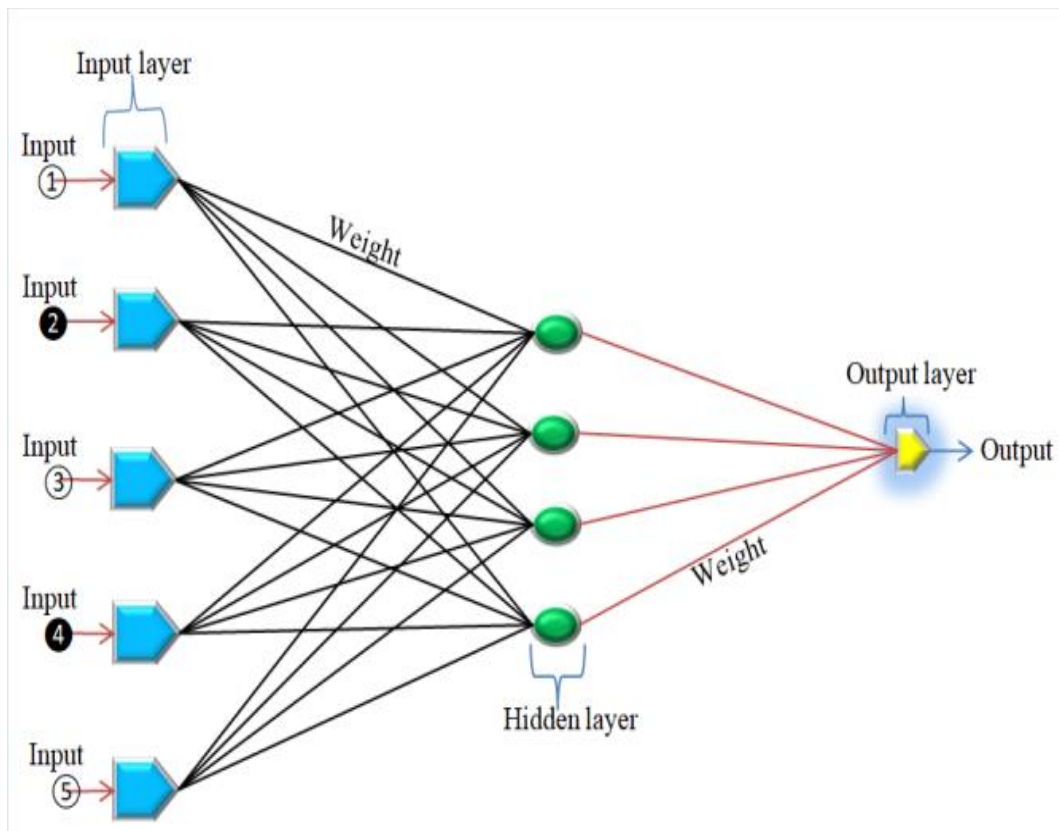 Input layer
Input
1
Weight
Input
2
Output layer
Input
3
Output
Weight
Input
4
Hidden layer
Input
5